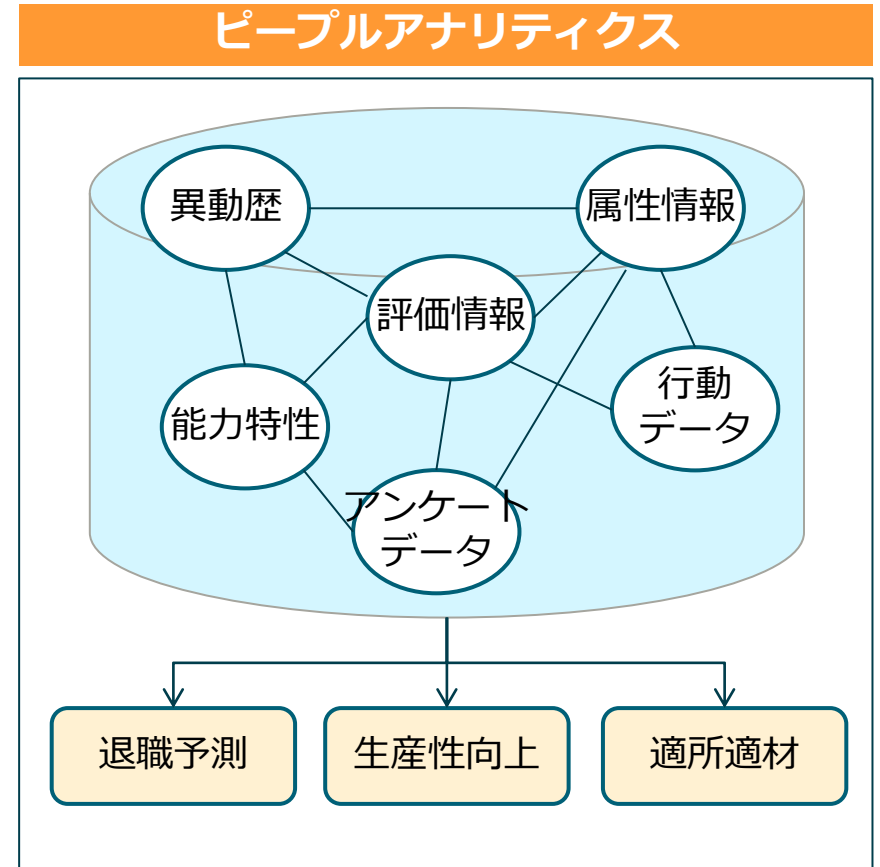 ピープルアナリティクス
異動歴
属性情報
評価情報
能力特性
行動
データ
アンケート
データ
退職予測
生産性向上
適所適材